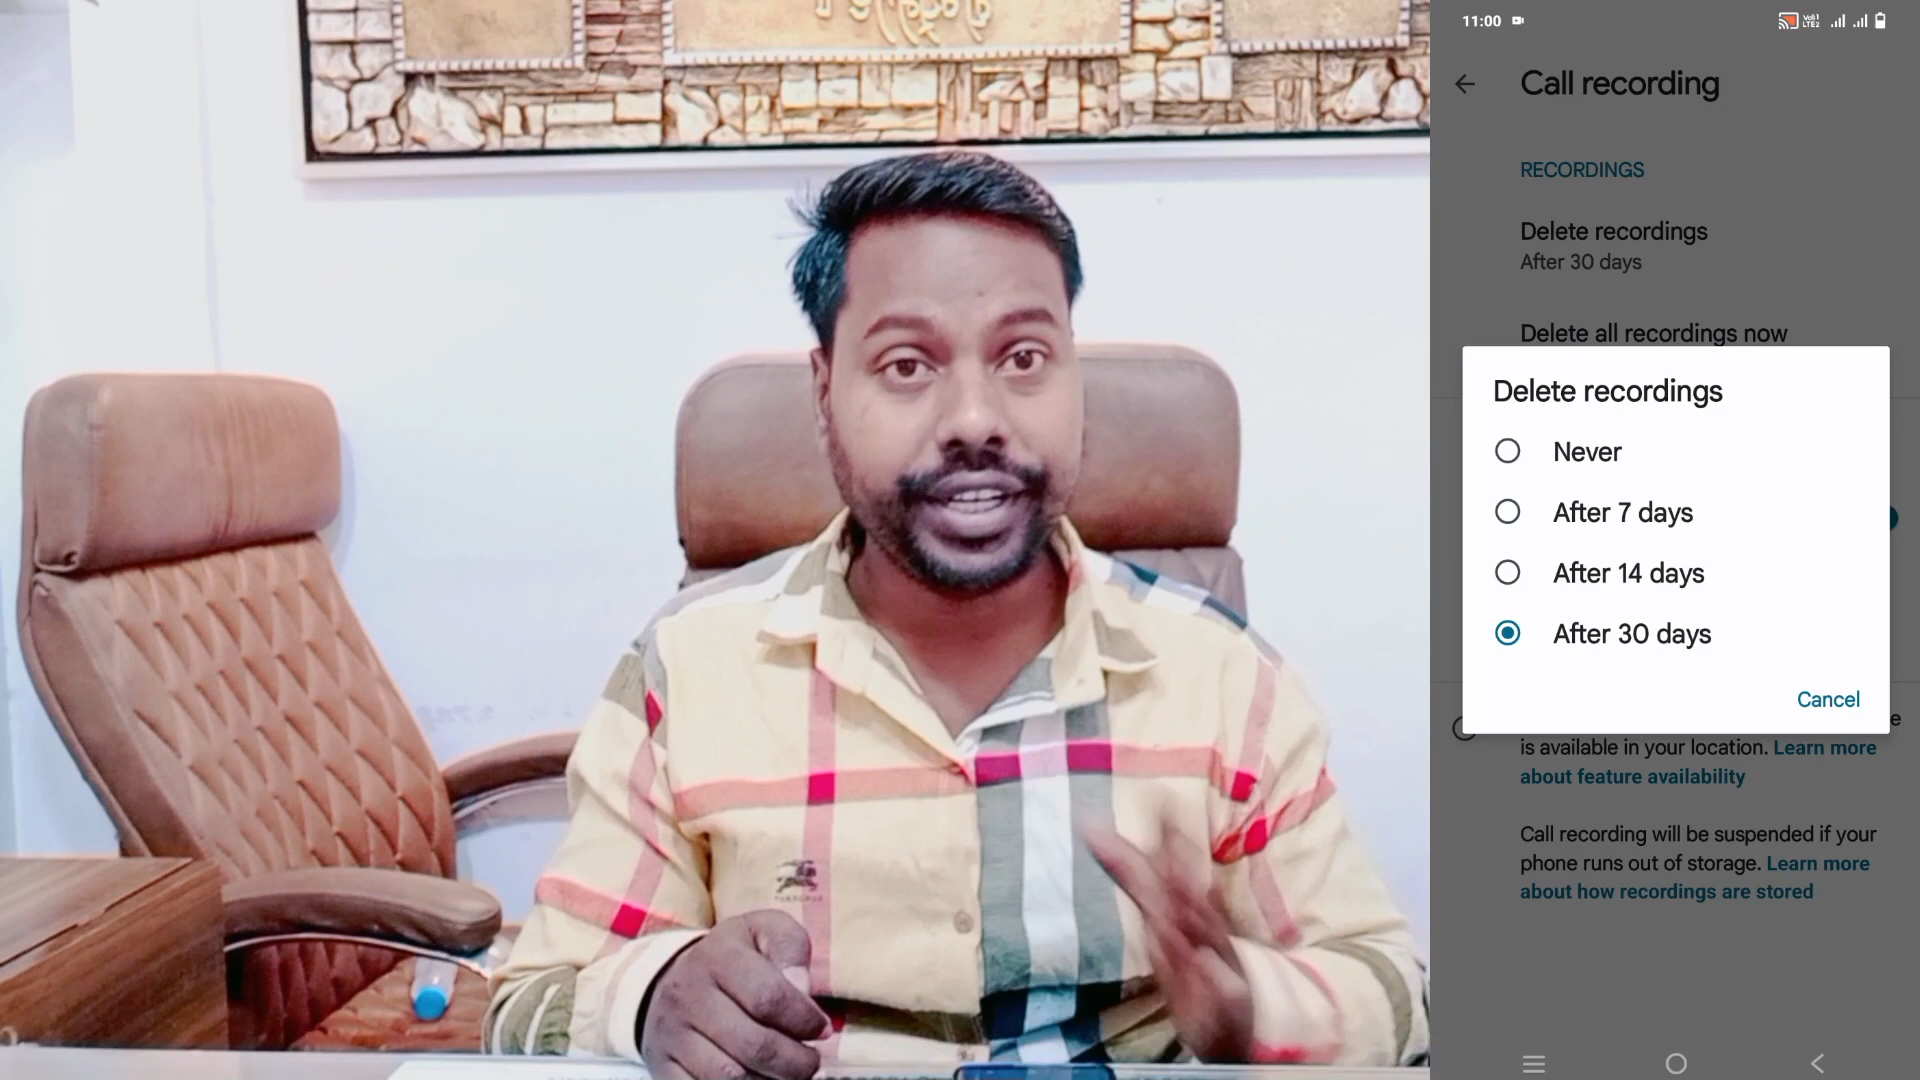 11:00
Call recording
RECORDINGS
Delete recordings
After 30 days
Delete all recordings now
Delete recordings
Never
After 7 days
After 14 days
After 30 days
Cancel
e
is available in your location. Learn more
about feature availability
Call recording will be suspended if your
phone runs out of storage. Learn more
about how recordings are stored